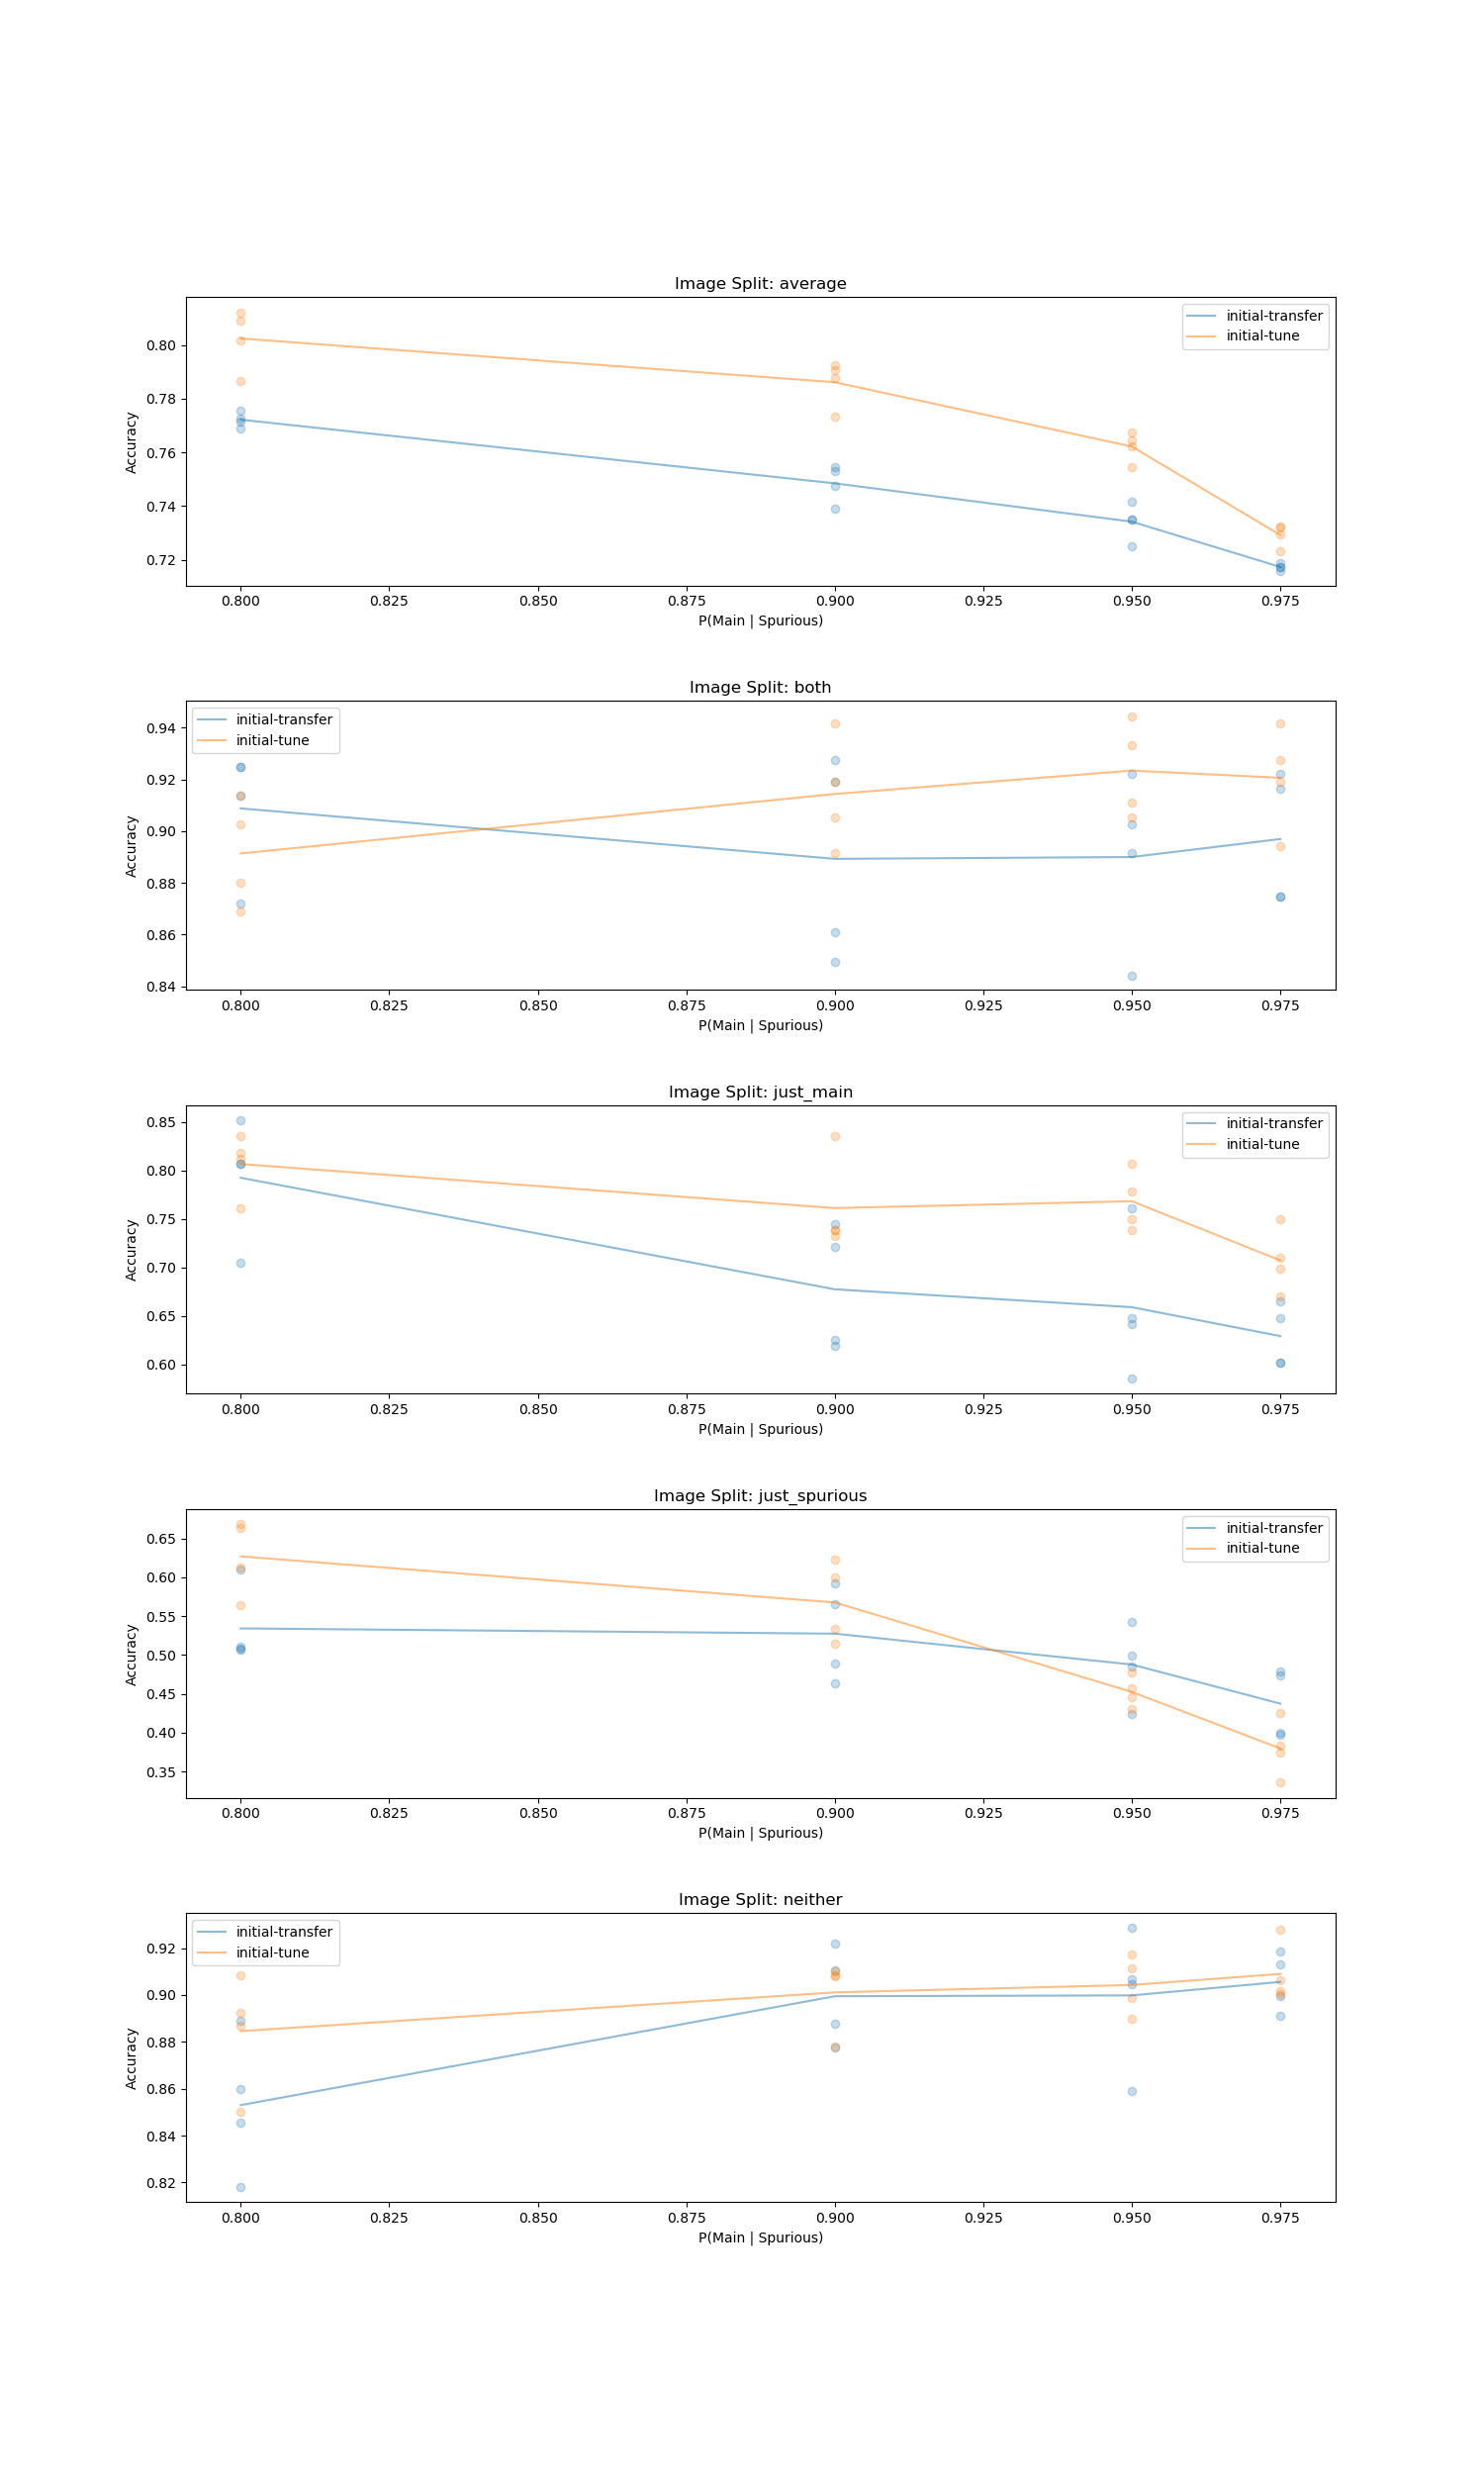 Image Split: average
initial-transfer
initial-tune
Accuracy
0.80
0.78
0.76
0.74
0.72
0.800 0.825 0.850 0.875 0.900 0.925 0.950 0.975
P(Main | Spurious)
Image Split: both
initial-transfer
initial-tune
Accuracy
0.94
0.92
0.90
0.88
0.86
0.84
0.800 0.825 0.850 0.875 0.900 0.925 0.950 0.975
P(Main | Spurious)
Image Split: just_main
initial-transfer
initial-tune
Accuracy
0.85
0.80
0.75
0.70
0.65
0.60
0.800 0.825 0.850 0.875 0.900 0.925 0.950 0.975
P(Main | Spurious)
Image Split: just_spurious
initial-transfer
initial-tune
Accuracy
0.65
0.60
0.55
0.50
0.45
0.40
0.35
0.800 0.825 0.850 0.875 0.900 0.925 0.950 0.975
P(Main | Spurious)
Image Split: neither
initial-transfer
initial-tune
Accuracy
0.92
0.90
0.88
0.86
0.84
0.82
0.800 0.825 0.850 0.875 0.900 0.925 0.950 0.975
P(Main | Spurious)